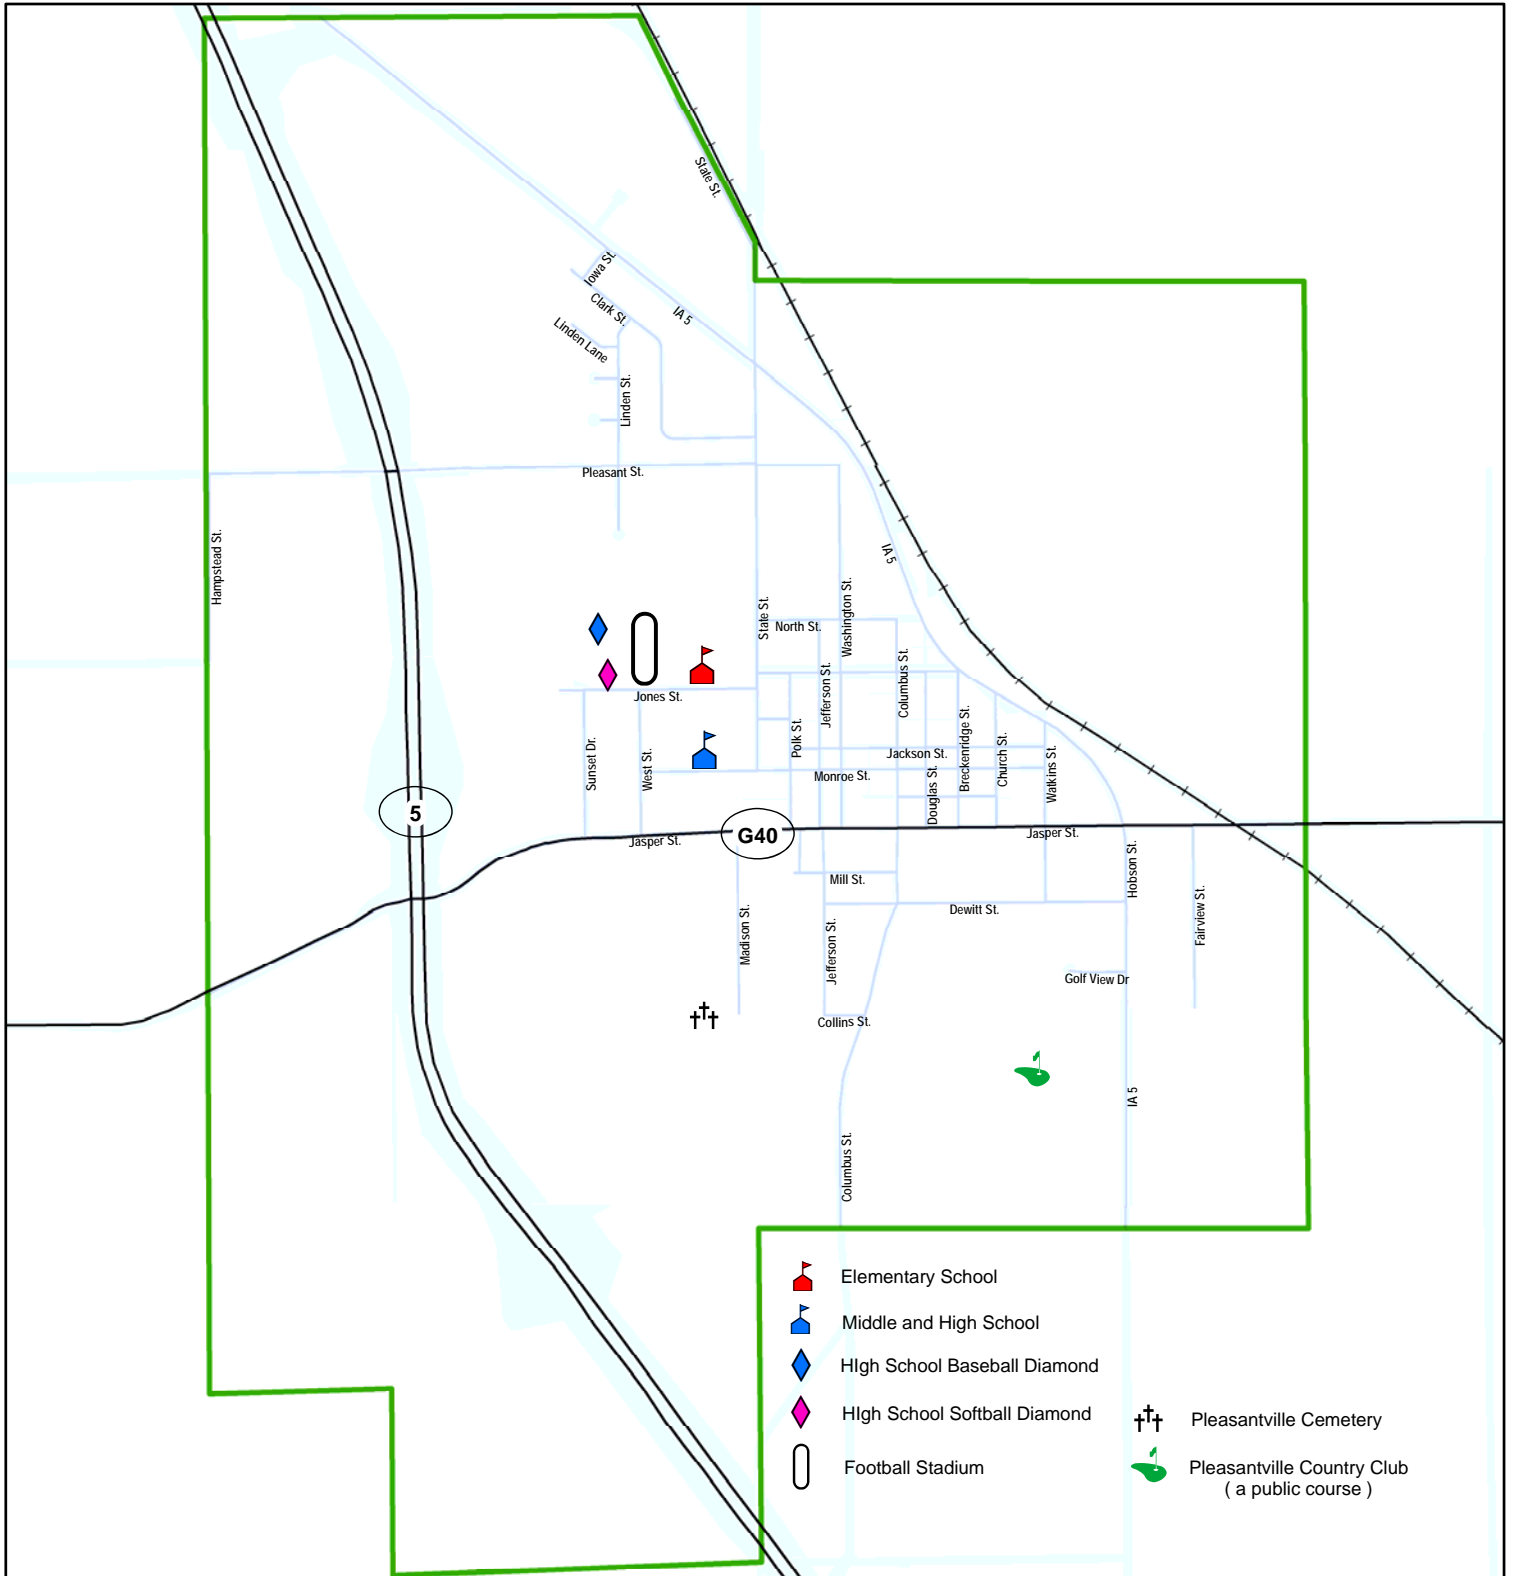 State St.
Iowa St.
Clark St.
IA 5
Linden Lane
Linden St.
Pleasant St.
Hampstead St.
IA 5
State St.
North St.
Washington St.
Jefferson St.
Columbus St.
Jones St.
Sunset Dr.
West St.
Polk St.
Jackson St.
Monroe St.
Douglas St.
Breckenridge St.
Church St.
Watkins St.
5
G40
Jasper St.
Jasper St.
Mill St.
Hobson St.
Dewitt St.
Fairview St.
Madison St.
Jefferson St.
Golf View Dr
Collins St.
IA 5
Columbus St.
Elementary School
Middle and High School
HIgh School Baseball Diamond
HIgh School Softball Diamond
Football Stadium
Pleasantville Cemetery
Pleasantville Country Club
( a public course )